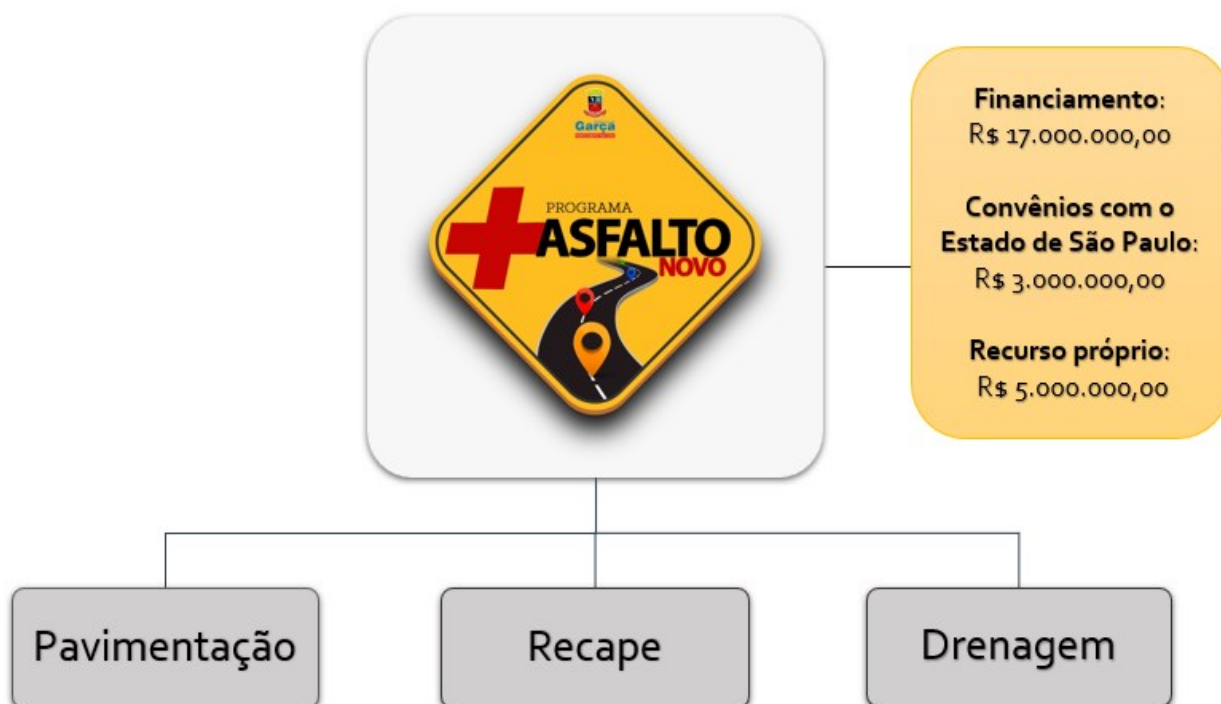 Garça
PROGRAMA
+ASFALTO
NOVO
Financiamento:
R$ 17.000.000,00
Convênios com o
Estado de São Paulo:
R$ 3.000.000,00
Recurso próprio:
R$ 5.000.000,00
Pavimentação
Recape
Drenagem